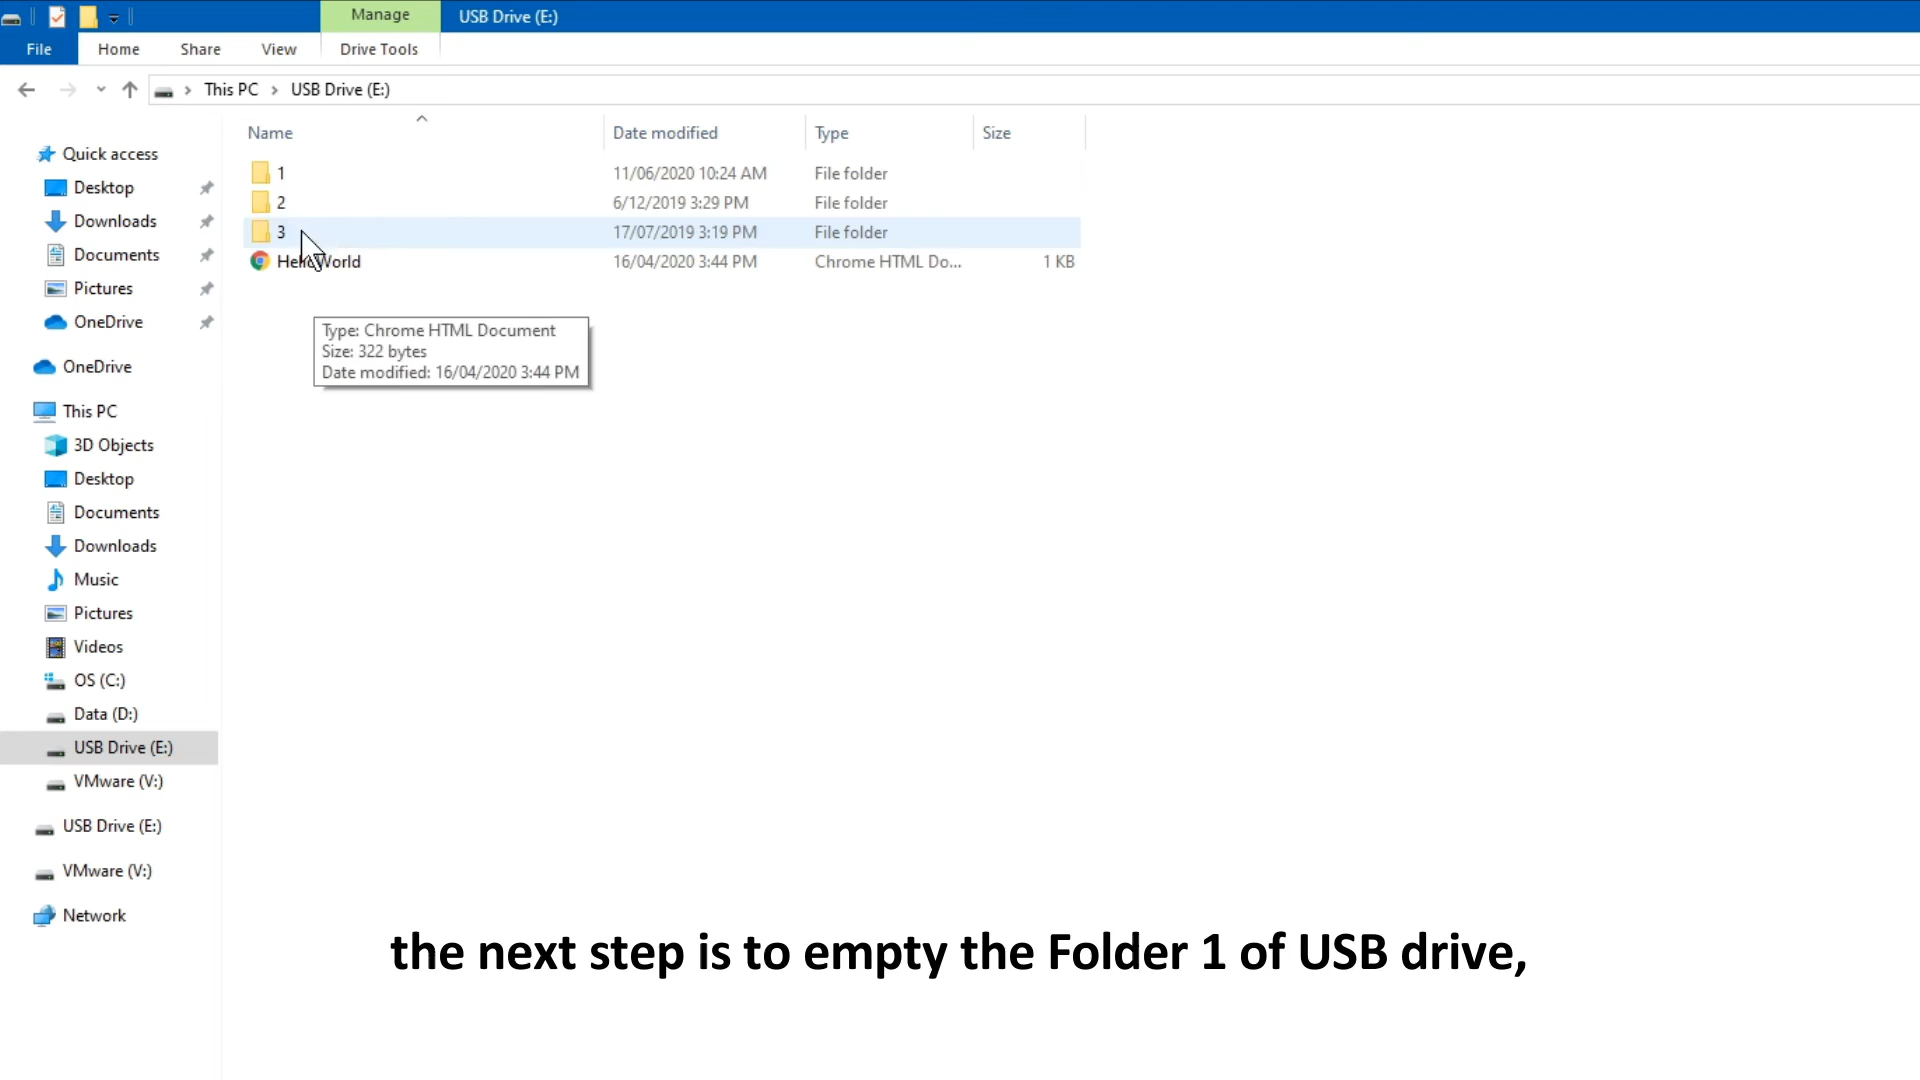 Manage
USB Drive (E:)
File
Home
Share
View
Drive Tools
This PC > USB Drive (E:)
Name
Date modified
Type
Size
1
11/06/2020 10:24 AM
File folder
2
6/12/2019 3:29 PM
File folder
3
17/07/2019 3:19 PM
File folder
HelloWorld
16/04/2020 3:44 PM
Chrome HTML Do...
1 KB
Type: Chrome HTML Document
Size: 322 bytes
Date modified: 16/04/2020 3:44 PM
Quick access
Desktop
Downloads
Documents
Pictures
OneDrive
OneDrive
This PC
3D Objects
Desktop
Documents
Downloads
Music
Pictures
Videos
OS (C:)
Data (D:)
USB Drive (E:)
VMware (V:)
USB Drive (E:)
VMware (V:)
Network
the next step is to empty the Folder 1 of USB drive,